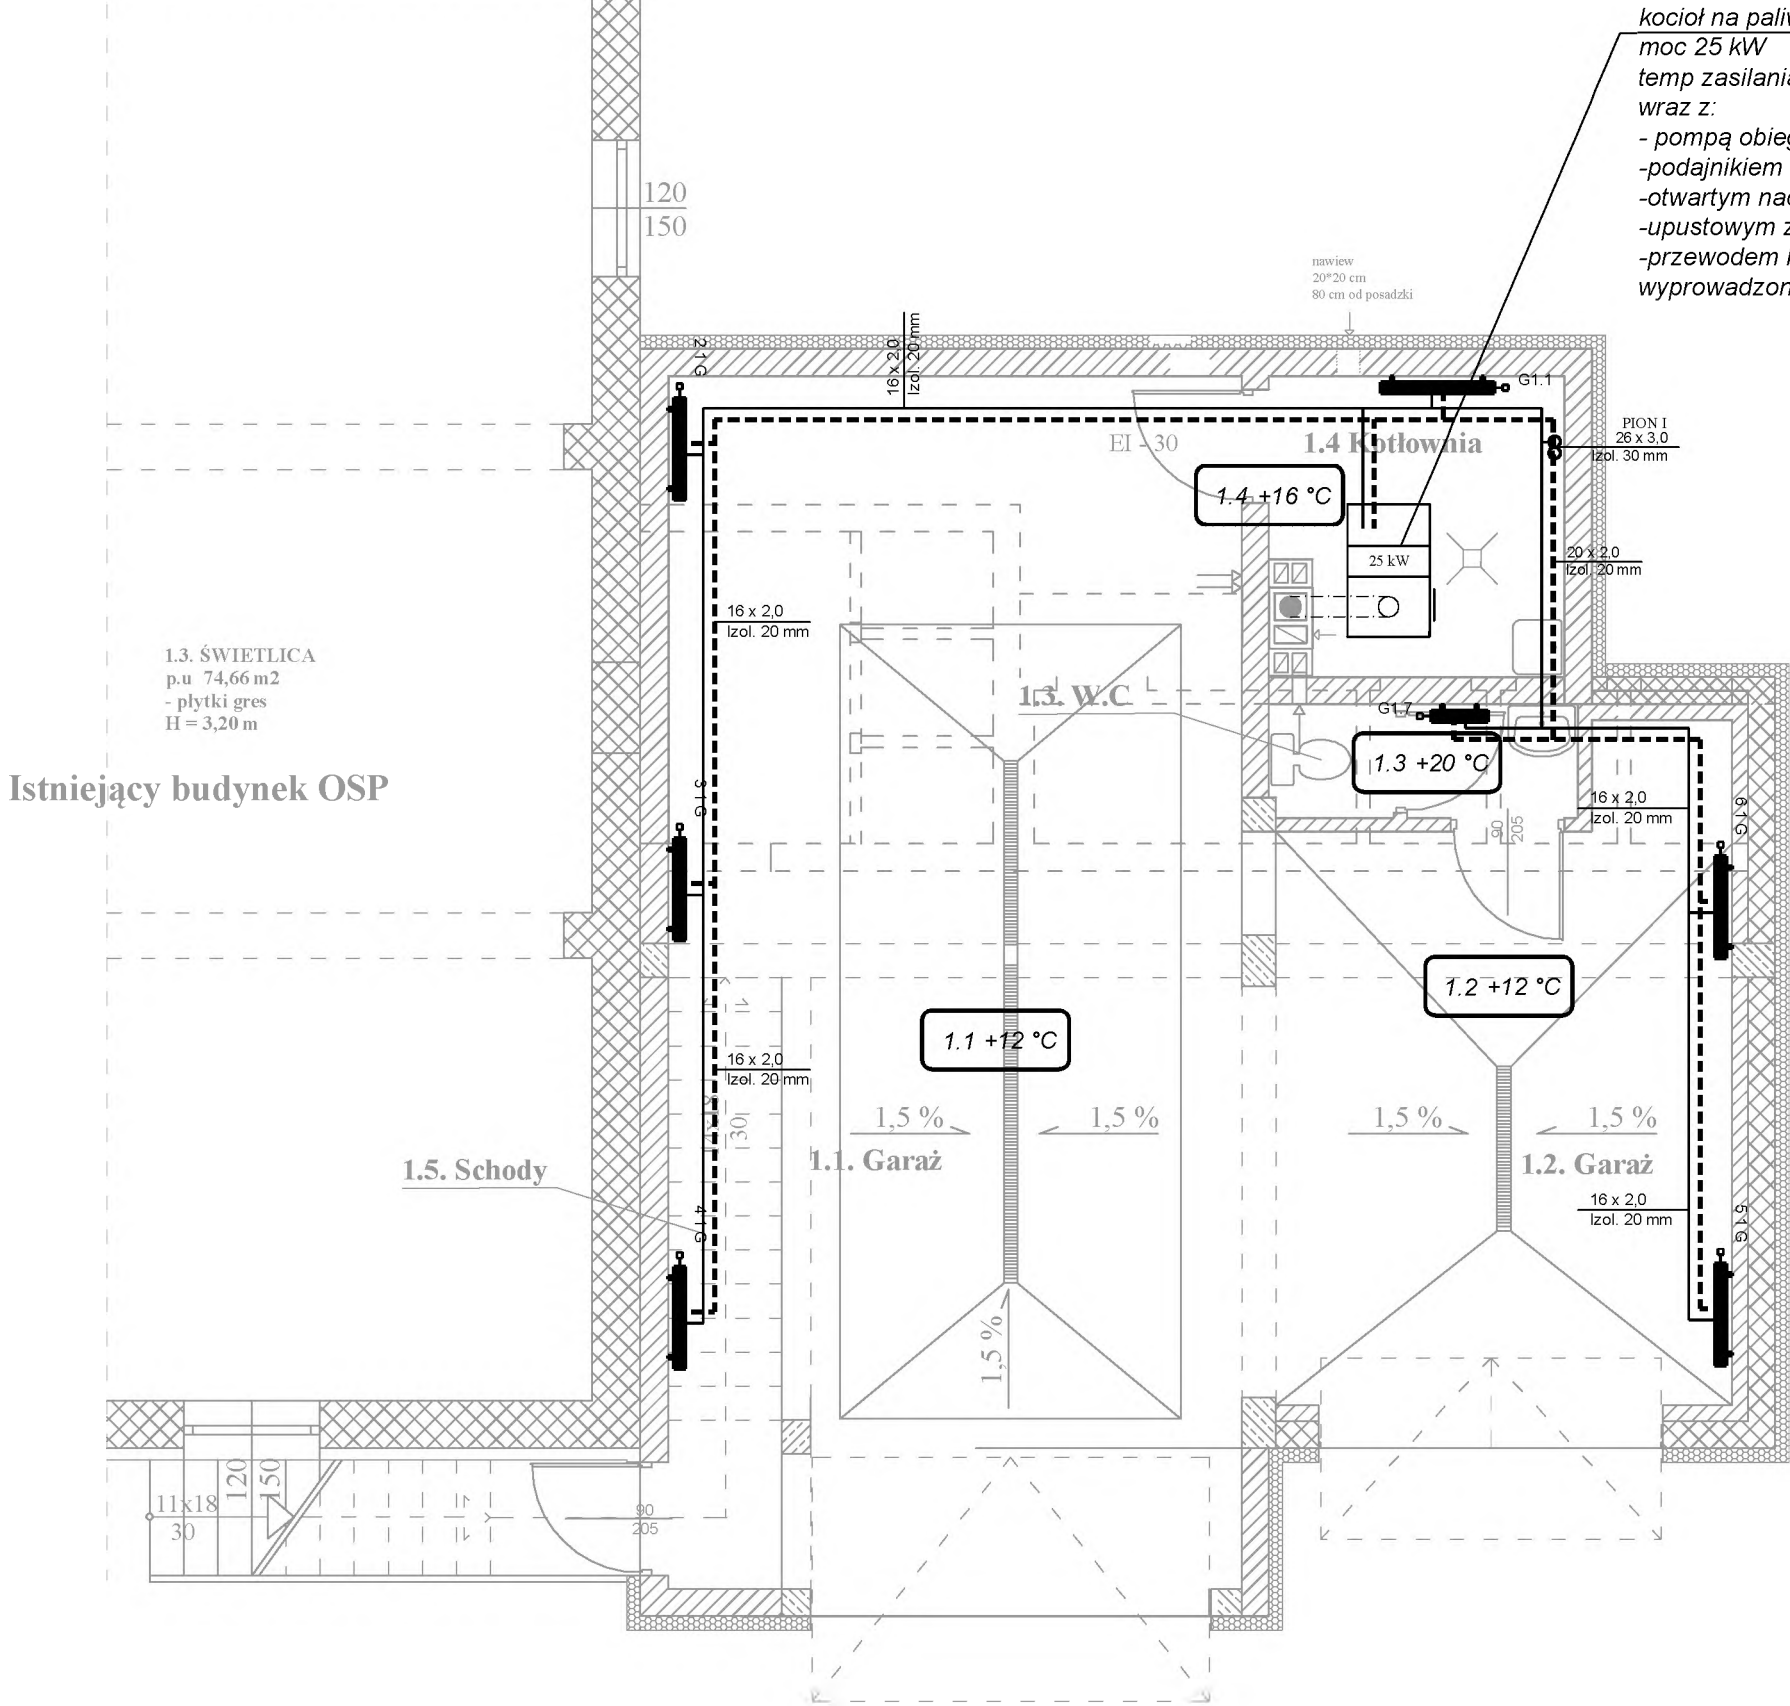 kocioł na paliw
moc 25 kW
temp zasilania
wraz z:
- pompą obieg
-podajnikiem
-otwartym nac
-upustowym z
-przewodem
wyprowadzon
120
150
nawiew
20*20 cm
80 cm od posadzki
G1.2
16 x 2,0
Izol. 20 mm
G1.1
EI - 30
1.4 Kotłownia
PION I
26 x 3,0
Izol. 30 mm
1.4 +16 °C
25 kW
20 x 2,0
Izol. 20 mm
16 x 2,0
Izol. 20 mm
1.3. ŚWIETLICA
p.u 74,66 m2
- płytki gres
H = 3,20 m
1.3. W.C
G1.7
1.3 +20 °C
Istniejący budynek OSP
G1.3
16 x 2,0
Izol. 20 mm
G1.6
90
205
1.2 +12 °C
1.1 +12 °C
16 x 2,0
Izol. 20 mm
30
1,5 %
1,5 %
1,5 %
1,5 %
1.1. Garaż
1.2. Garaż
1.5. Schody
16 x 2,0
Izol. 20 mm
G1.4
G1.5
1,5 %
120
150
11x18
30
90
205